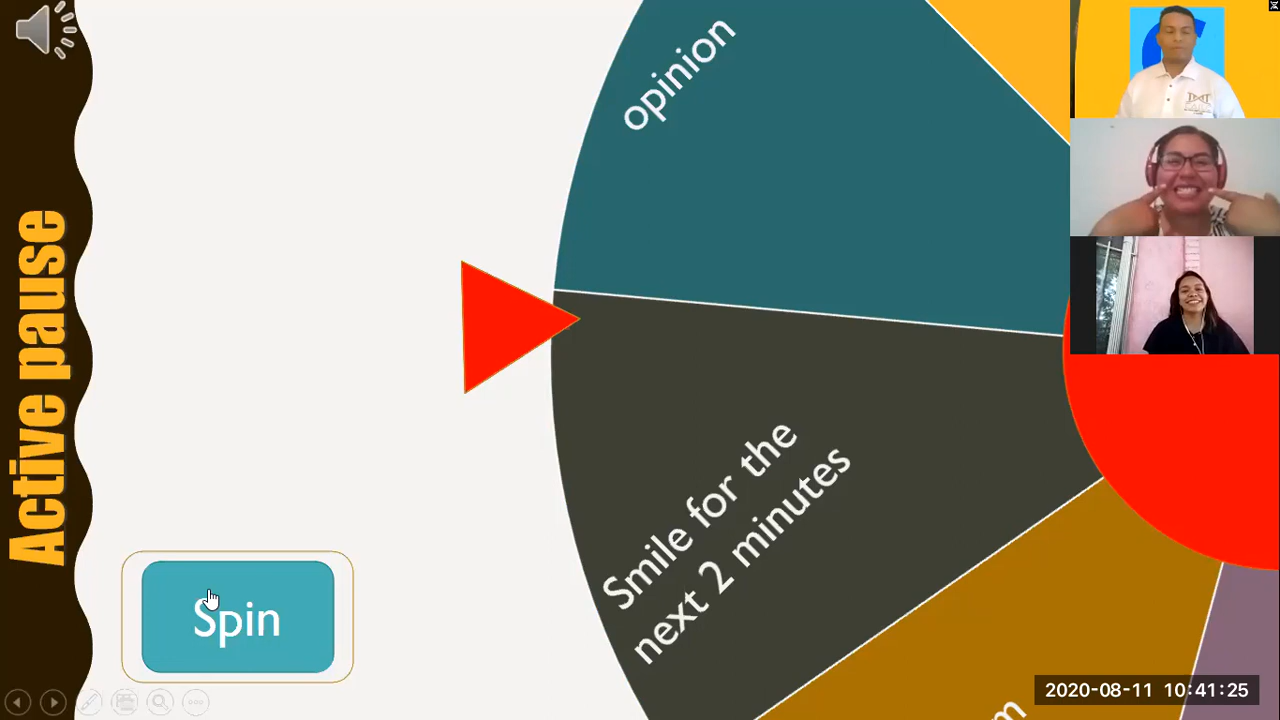 Active pause
opinion
Smile for the
next 2 minutes
Spin
2020-08-11 10:41:25